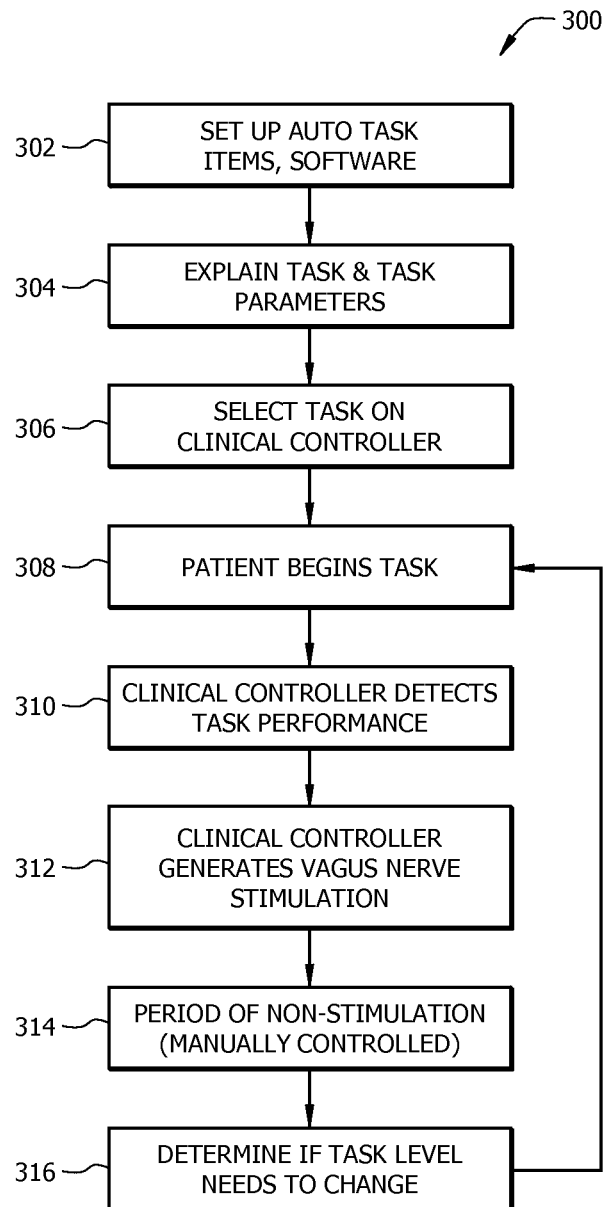 300
302
SET UP AUTO TASK
ITEMS, SOFTWARE
304
EXPLAIN TASK & TASK
PARAMETERS
306
SELECT TASK ON
CLINICAL CONTROLLER
308
PATIENT BEGINS TASK
310
CLINICAL CONTROLLER DETECTS
TASK PERFORMANCE
312
CLINICAL CONTROLLER
GENERATES VAGUS NERVE
STIMULATION
314
PERIOD OF NON-STIMULATION
(MANUALLY CONTROLLED)
316
DETERMINE IF TASK LEVEL
NEEDS TO CHANGE